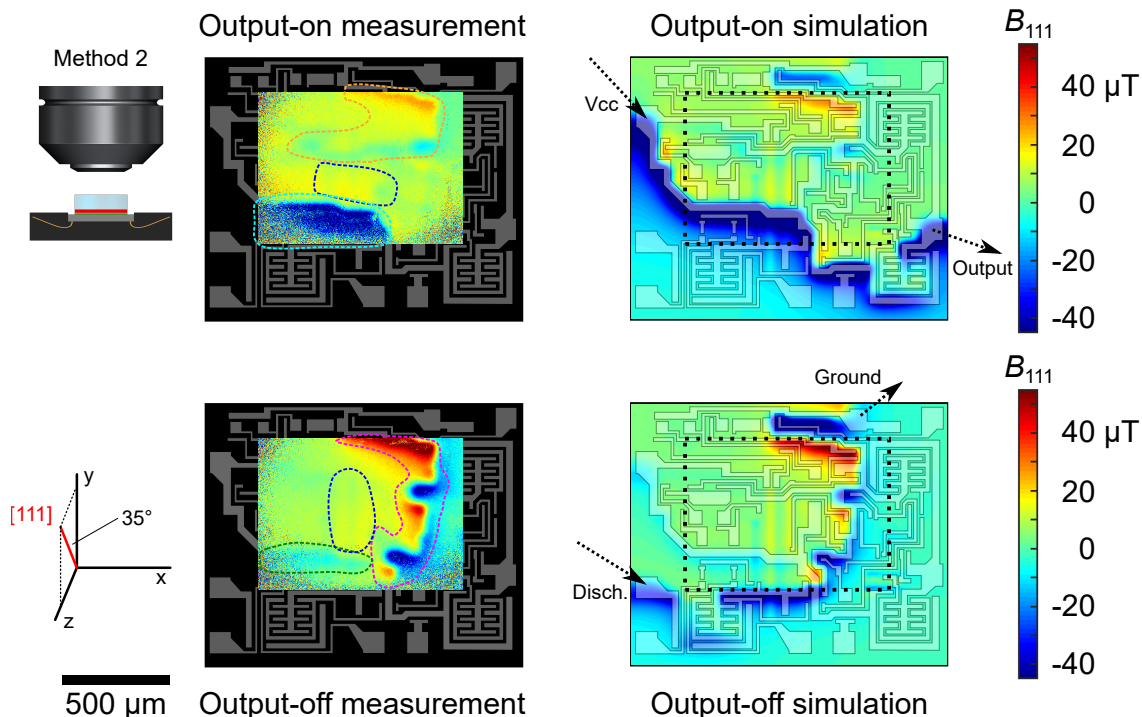 Output-on measurement
Output-on simulation
B111
Method 2
Vcc
Output
40 µT
20
0
-20
-40
Ground
B111
Disch.
40 µT
20
0
-20
-40
y
[111]
35°
x
z
500 µm
Output-off measurement
Output-off simulation